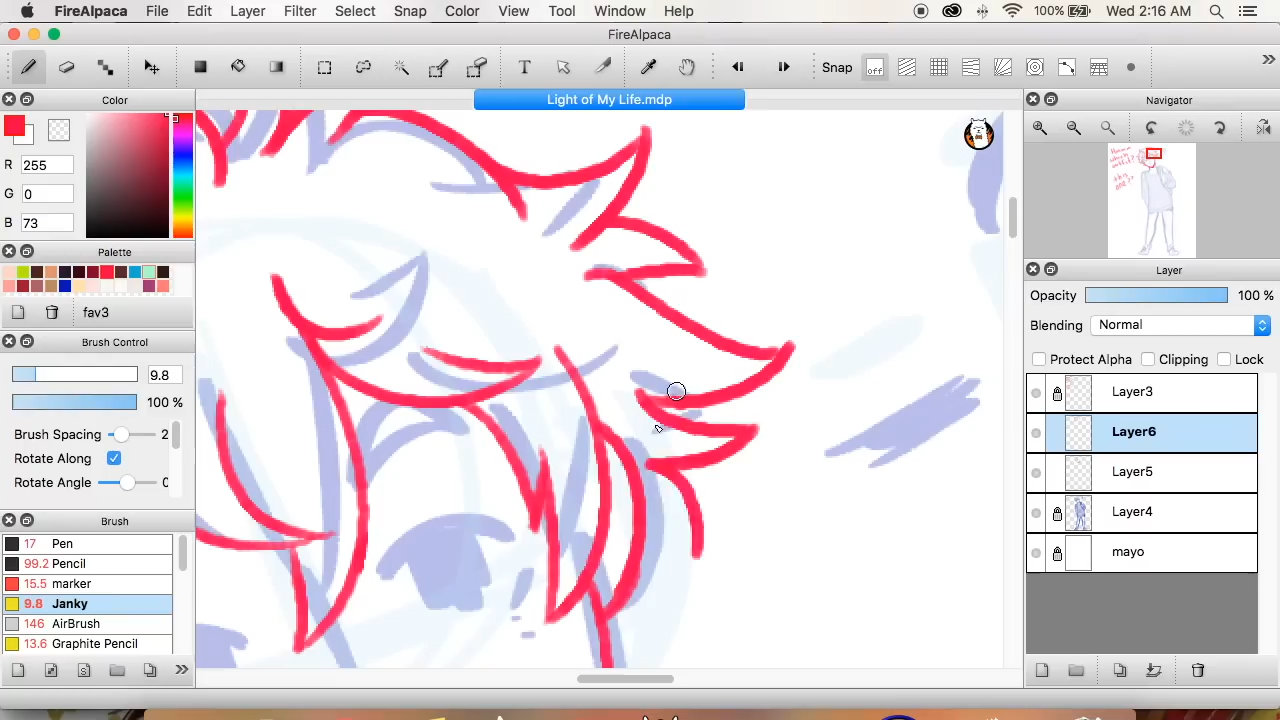 FireAlpaca File Edit Layer Filter Select Snap Color View Tool Window Help 100% Wed 2:16 AM
FireAlpaca
T Snap off
Color
Light of My Life.mdp
Navigator
R 255
G 0
B 73
Palette
fav3
Layer
Opacity 100 %
Blending Normal
Protect Alpha Clipping Lock
Brush Control
9.8
100 %
Brush Spacing 2
Rotate Along
Rotate Angle 0
Layer3
Layer6
Layer5
Layer4
mayo
Brush
17 Pen
99.2 Pencil
15.5 marker
9.8 Janky
146 AirBrush
13.6 Graphite Pencil